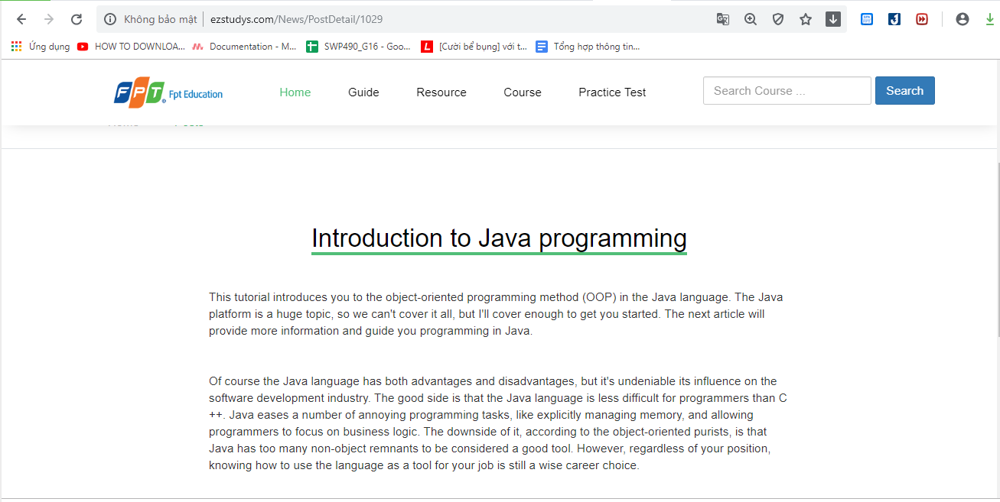 Không bảo mật ezstudys.com/News/PostDetail/1029
Ứng dụng HOW TO DOWNLOA... Documentation - M... SWP490_G16 - Goo... [Cười bể bụng] với t... Tổng hợp thông tin...
FPT Fpt Education Home Guide Resource Course Practice Test Search Course ... Search
Introduction to Java programming
This tutorial introduces you to the object-oriented programming method (OOP) in the Java language. The Java
platform is a huge topic, so we can't cover it all, but I'll cover enough to get you started. The next article will
provide more information and guide you programming in Java.
Of course the Java language has both advantages and disadvantages, but it's undeniable its influence on the
software development industry. The good side is that the Java language is less difficult for programmers than C
++. Java eases a number of annoying programming tasks, like explicitly managing memory, and allowing
programmers to focus on business logic. The downside of it, according to the object-oriented purists, is that
Java has too many non-object remnants to be considered a good tool. However, regardless of your position,
knowing how to use the language as a tool for your job is still a wise career choice.